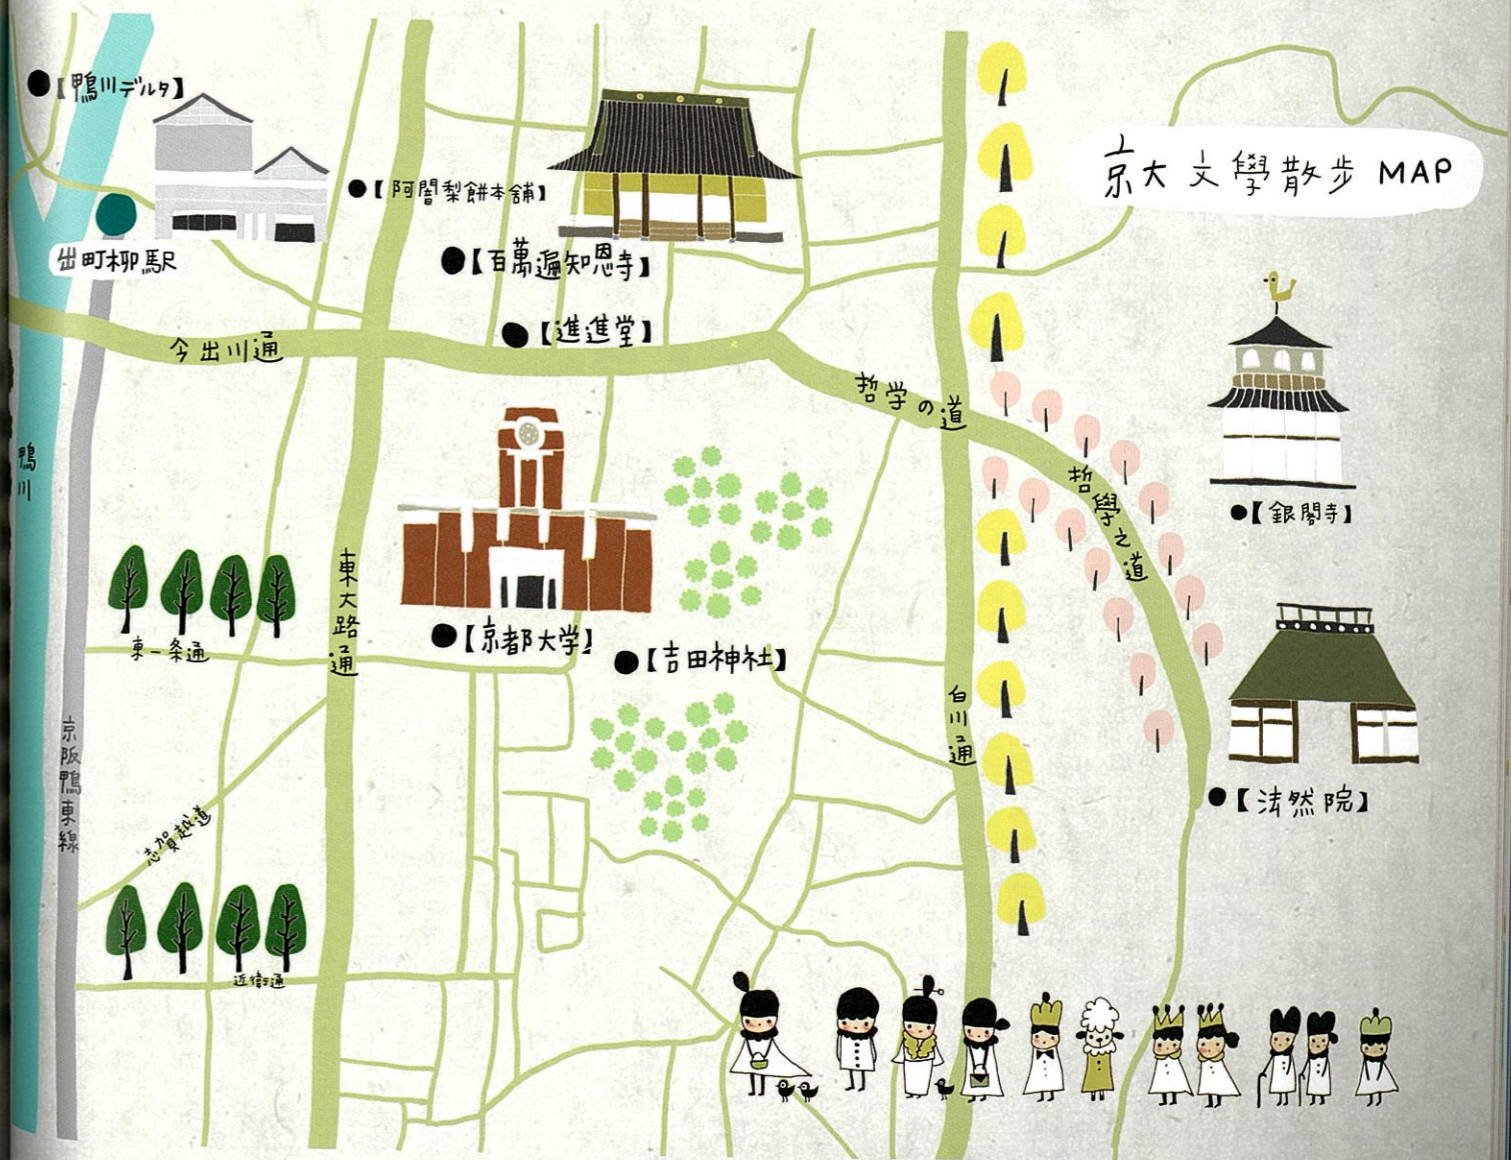 【鴨川デルタ】
京大文學散步 MAP
【阿闍梨餅本舗】
出町柳駅
【百萬遍知恩寺】
【進進堂】
今出川通
哲学の道
鴨川
哲學之道
【銀閣寺】
東大路通
【京都大学】
東一条通
【吉田神社】
白川通
京阪鴨東線
【法然院】
志賀越道
近衛通